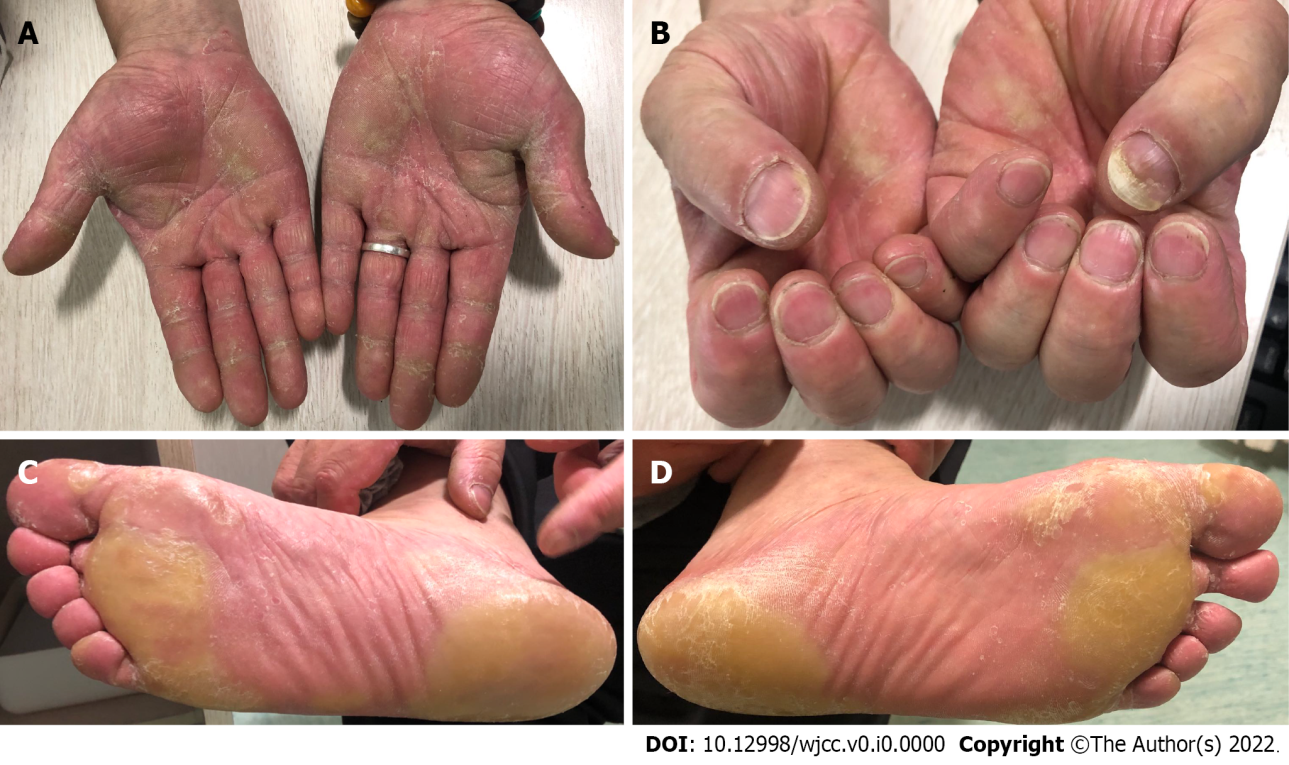 A
B
C
D
DOI: 10.12998/wjcc.v0.i0.0000 Copyright ©The Author(s) 2022.